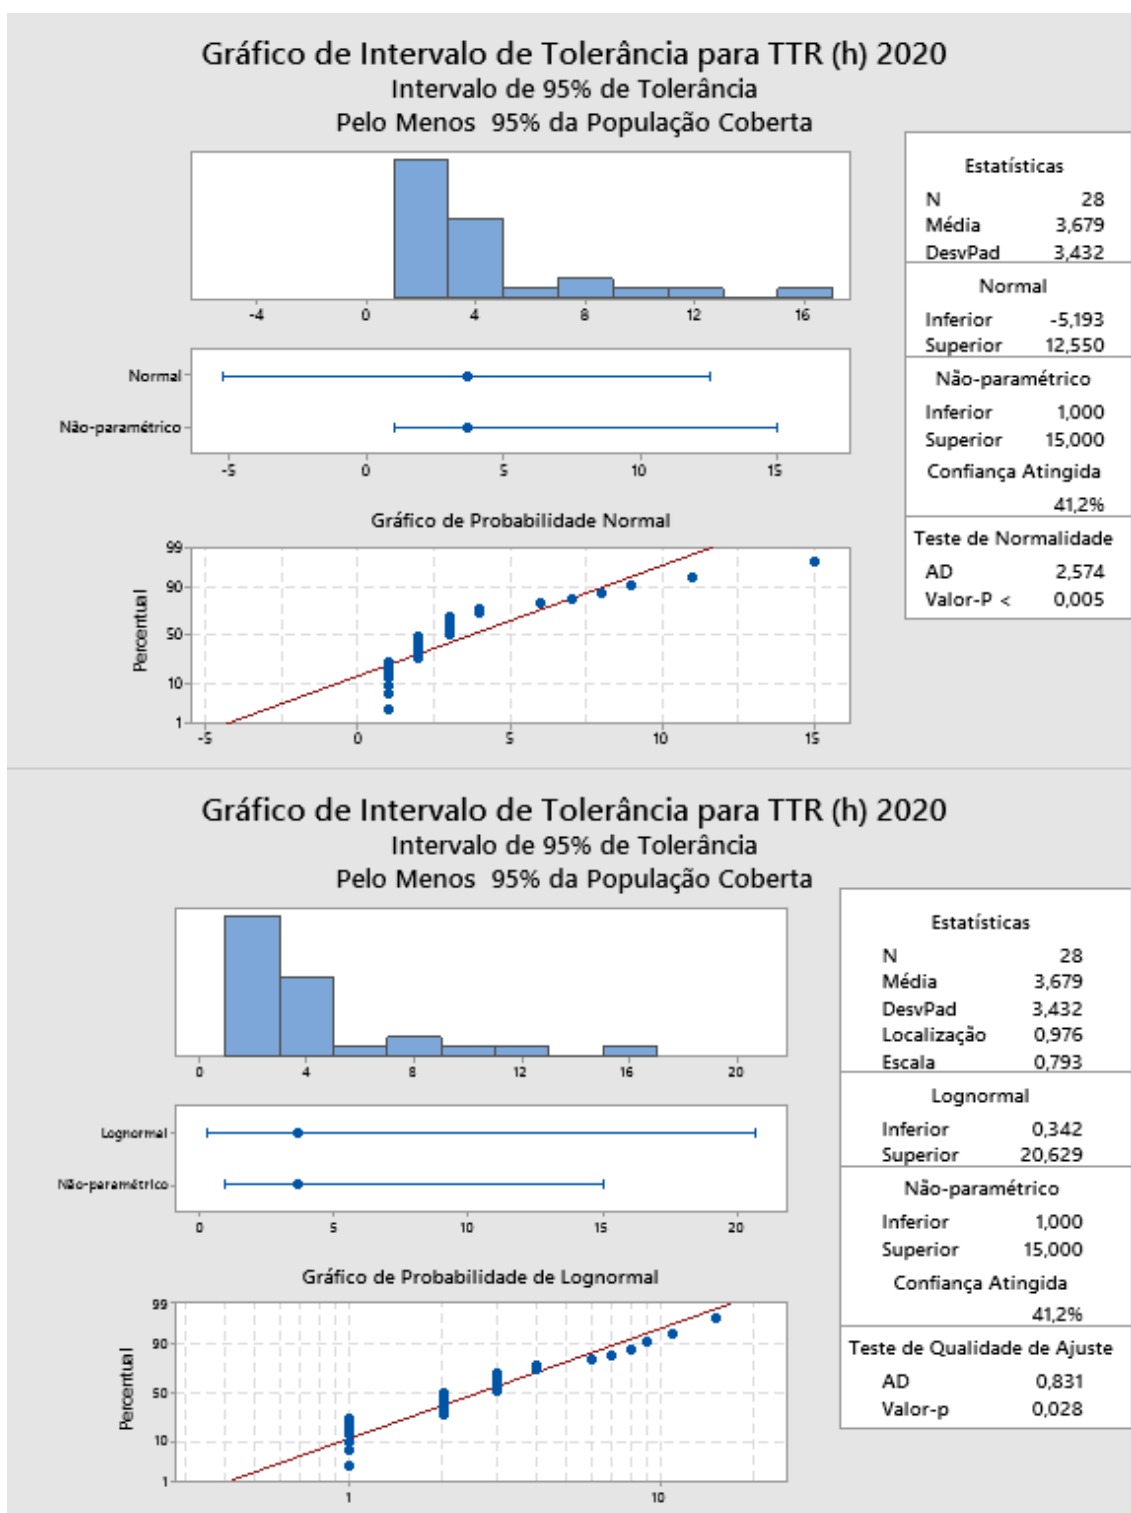 Gráfico de Intervalo de Tolerância para TTR (h) 2020
Intervalo de 95% de Tolerância
Pelo Menos 95% da População Coberta
-4 0 4 8 12 16
Normal
Não-paramétrico
-5 0 5 10 15
Gráfico de Probabilidade Normal
Percentual
99
90
50
10
1
-5 0 5 10 15
Estatísticas
N 28
Média 3,679
DesvPad 3,432
Normal
Inferior -5,193
Superior 12,550
Não-paramétrico
Inferior 1,000
Superior 15,000
Confiança Atingida
41,2%
Teste de Normalidade
AD 2,574
Valor-P < 0,005
Gráfico de Intervalo de Tolerância para TTR (h) 2020
Intervalo de 95% de Tolerância
Pelo Menos 95% da População Coberta
0 4 8 12 16 20
Lognormal
Não-paramétrico
0 5 10 15 20
Gráfico de Probabilidade de Lognormal
Percentual
99
90
50
10
1
1 10
Estatísticas
N 28
Média 3,679
DesvPad 3,432
Localização 0,976
Escala 0,793
Lognormal
Inferior 0,342
Superior 20,629
Não-paramétrico
Inferior 1,000
Superior 15,000
Confiança Atingida
41,2%
Teste de Qualidade de Ajuste
AD 0,831
Valor-p 0,028